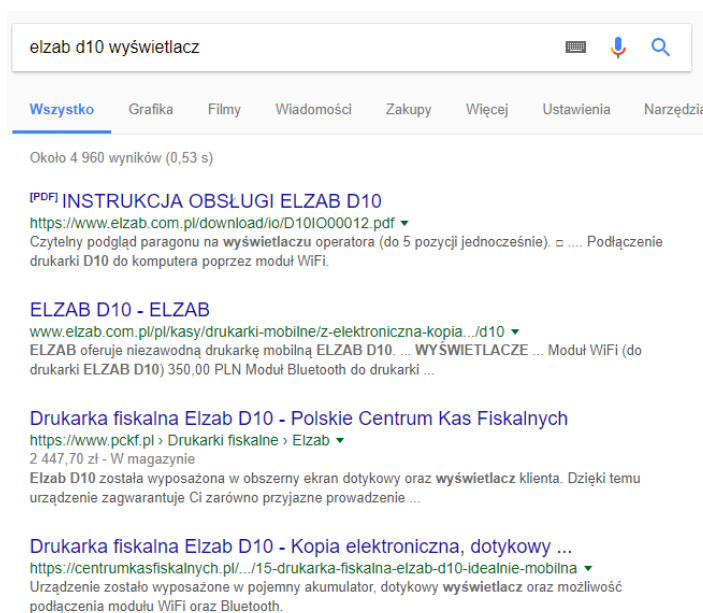 elzab d10 wyświetlacz
Wszystko Grafika Filmy Wiadomości Zakupy Więcej Ustawienia Narzędzia
Około 4 960 wyników (0,53 s)
[PDF] INSTRUKCJA OBSŁUGI ELZAB D10
https://www.elzab.com.pl/download/io/D10IO00012.pdf ▼
Czytelny podgląd paragonu na wyświetlaczu operatora (do 5 pozycji jednocześnie). □ .... Podłączenie
drukarki D10 do komputera poprzez moduł WiFi.
ELZAB D10 - ELZAB
www.elzab.com.pl/pl/kasy/drukarki-mobilne/z-elektroniczna-kopia.../d10 ▼
ELZAB oferuje niezawodną drukarkę mobilną ELZAB D10. ... WYŚWIETLACZE ... Moduł WiFi (do
drukarki ELZAB D10) 350,00 PLN Moduł Bluetooth do drukarki ...
Drukarka fiskalna Elzab D10 - Polskie Centrum Kas Fiskalnych
https://www.pckf.pl › Drukarki fiskalne › Elzab ▼
2 447,70 zł - W magazynie
Elzab D10 została wyposażona w obszerny ekran dotykowy oraz wyświetlacz klienta. Dzięki temu
urządzenie zagwarantuje Ci zarówno przyjazne prowadzenie ...
Drukarka fiskalna Elzab D10 - Kopia elektroniczna, dotykowy ...
https://centrumkasfiskalnych.pl/.../15-drukarka-fiskalna-elzab-d10-idealnie-mobilna ▼
Urządzenie zostało wyposażone w pojemny akumulator, dotykowy wyświetlacz oraz możliwość
podłączenia modułu WiFi oraz Bluetooth.